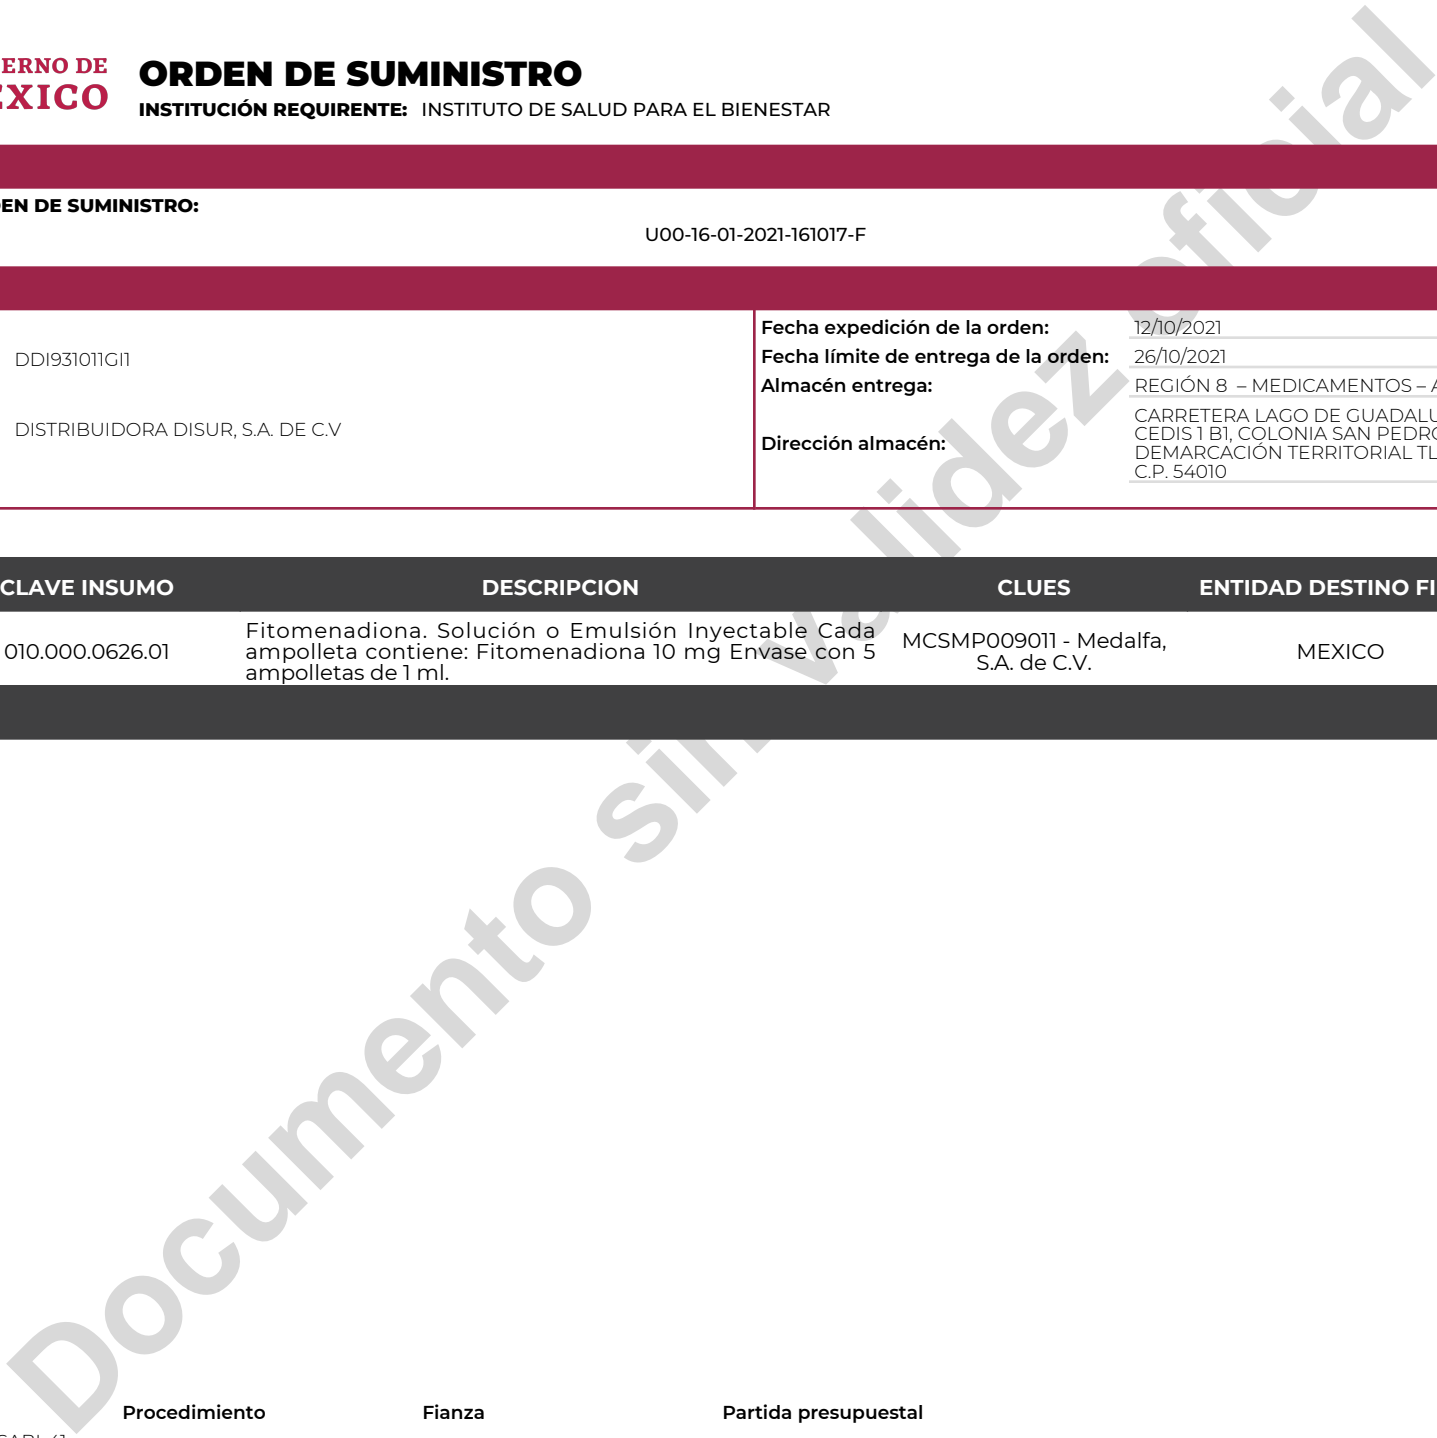 ERNO DE
ORDEN DE SUMINISTRO
INSTITUCIÓN REQUIRENTE: INSTITUTO DE SALUD PARA EL BIENESTAR
EN DE SUMINISTRO:
U00-16-01-2021-161017-F
DDI931011GI1
DISTRIBUIDORA DISUR, S.A. DE C.V
Fecha expedición de la orden: 12/10/2021
Fecha límite de entrega de la orden: 26/10/2021
Almacén entrega: REGIÓN 8 – MEDICAMENTOS –
Dirección almacén:
CARRETERA LAGO DE GUADALU
CEDIS 1 B1, COLONIA SAN PEDRO
DEMARCACIÓN TERRITORIAL TL
C.P. 54010
CLAVE INSUMO DESCRIPCION CLUES ENTIDAD DESTINO FI
010.000.0626.01
Fitomenadiona. Solución o Emulsión Inyectable Cada
ampolleta contiene: Fitomenadiona 10 mg Envase con 5
ampolletas de 1 ml.
MCSMP009011 - Medalfa,
S.A. de C.V.
MEXICO
Documento sin validez oficial
Procedimiento Fianza Partida presupuestal